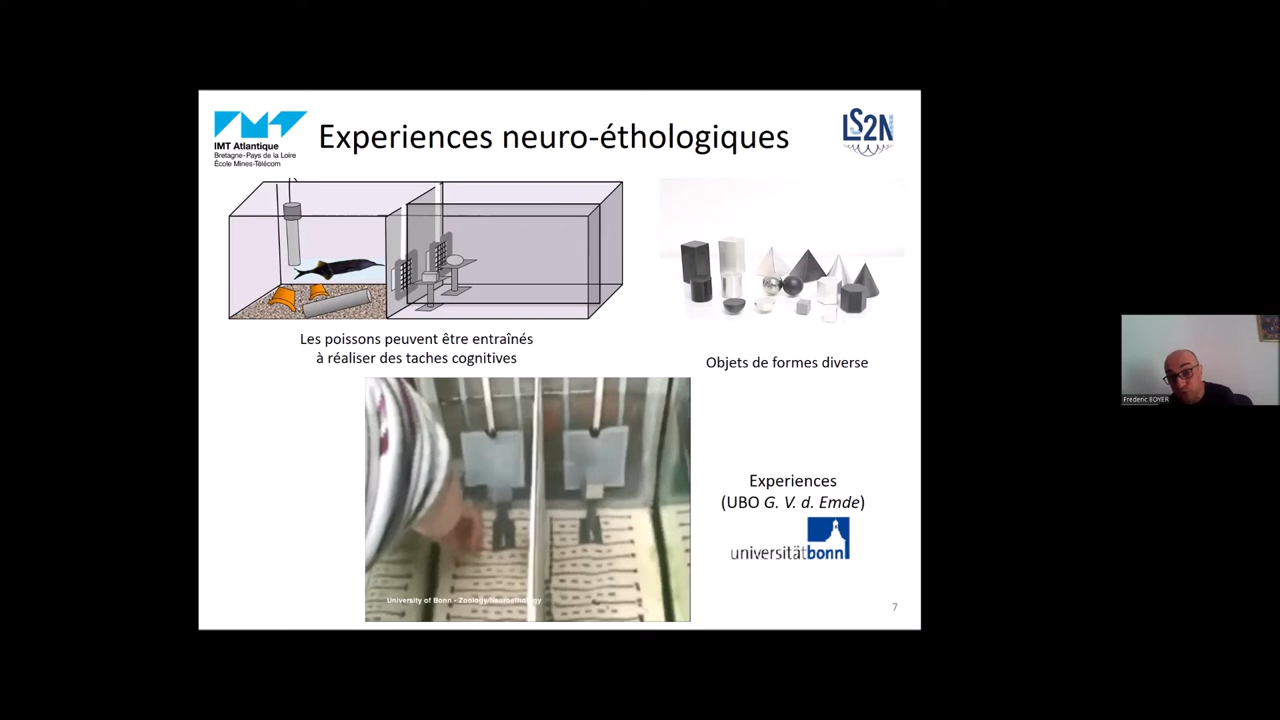 IMT Atlantique
Bretagne-Pays de la Loire
École Mines-Télécom
Experiences neuro-éthologiques
LS2N
Les poissons peuvent être entraînés
à réaliser des taches cognitives
Objets de formes diverse
University of Bonn - Zoology/Neuroethology
Experiences
(UBO G. V. d. Emde)
universitätbonn
7
Frederic BOYER